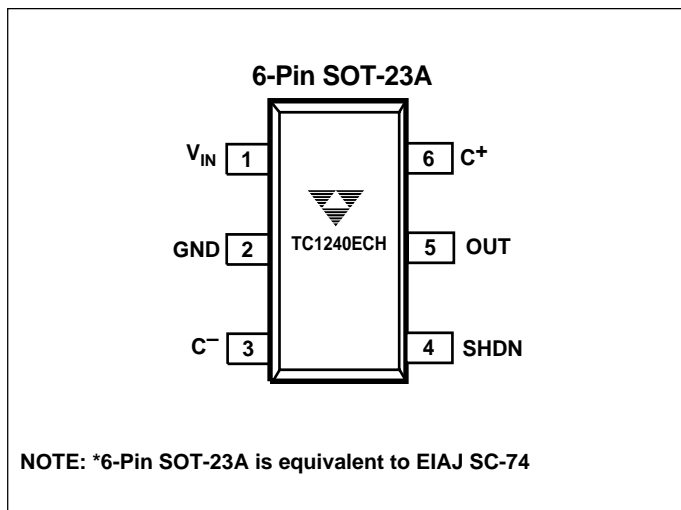 6-Pin SOT-23A
VIN 1
6 C+
TC1240ECH
GND 2
5 OUT
C– 3
4 SHDN
NOTE: *6-Pin SOT-23A is equivalent to EIAJ SC-74